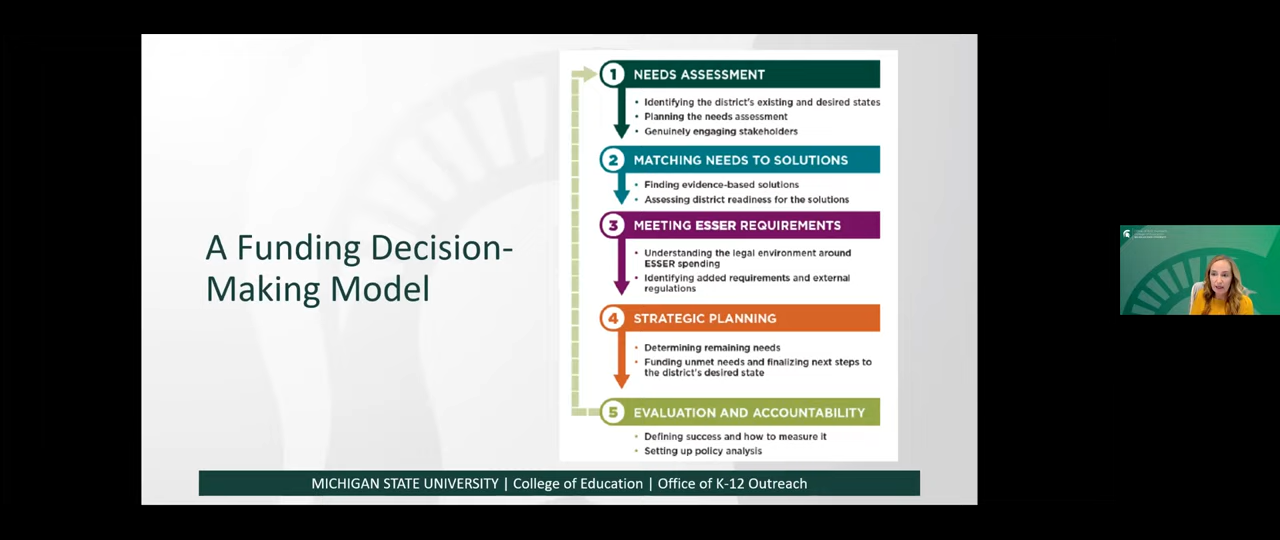 A Funding Decision-
Making Model
1 NEEDS ASSESSMENT
• Identifying the district's existing and desired states
• Planning the needs assessment
• Genuinely engaging stakeholders
2 MATCHING NEEDS TO SOLUTIONS
• Finding evidence-based solutions
• Assessing district readiness for the solutions
3 MEETING ESSER REQUIREMENTS
• Understanding the legal environment around
ESSER spending
• Identifying added requirements and external
regulations
4 STRATEGIC PLANNING
• Determining remaining needs
• Funding unmet needs and finalizing next steps to
the district's desired state
5 EVALUATION AND ACCOUNTABILITY
• Defining success and how to measure it
• Setting up policy analysis
MICHIGAN STATE UNIVERSITY | College of Education | Office of K-12 Outreach